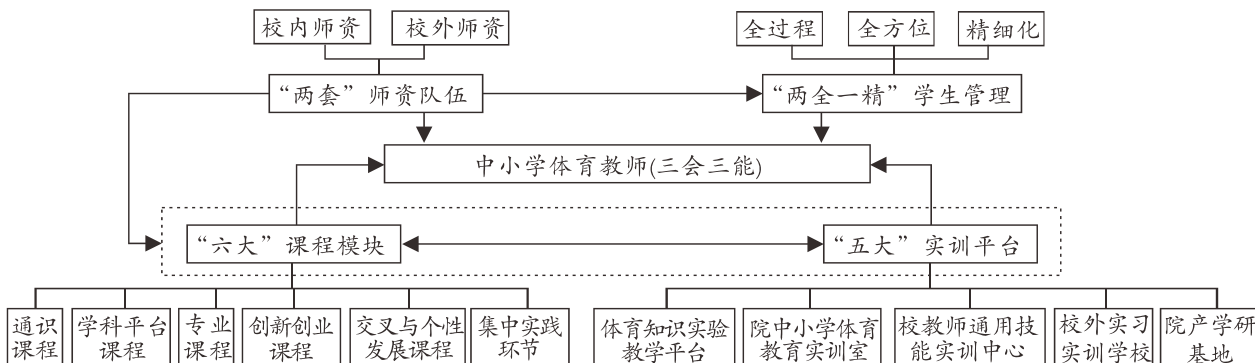 校内师资
校外师资
全过程
全方位
精细化
“两套”师资队伍
“两全一精”学生管理
中小学体育教师(三会三能)
“六大”课程模块
“五大”实训平台
通识
课程
学科平台
课程
专业
课程
创新创业
课程
交叉与个性
发展课程
集中实践
环节
体育知识实验
教学平台
院中小学体育
教育实训室
校教师通用技
能实训中心
校外实习
实训学校
院产学研
基地